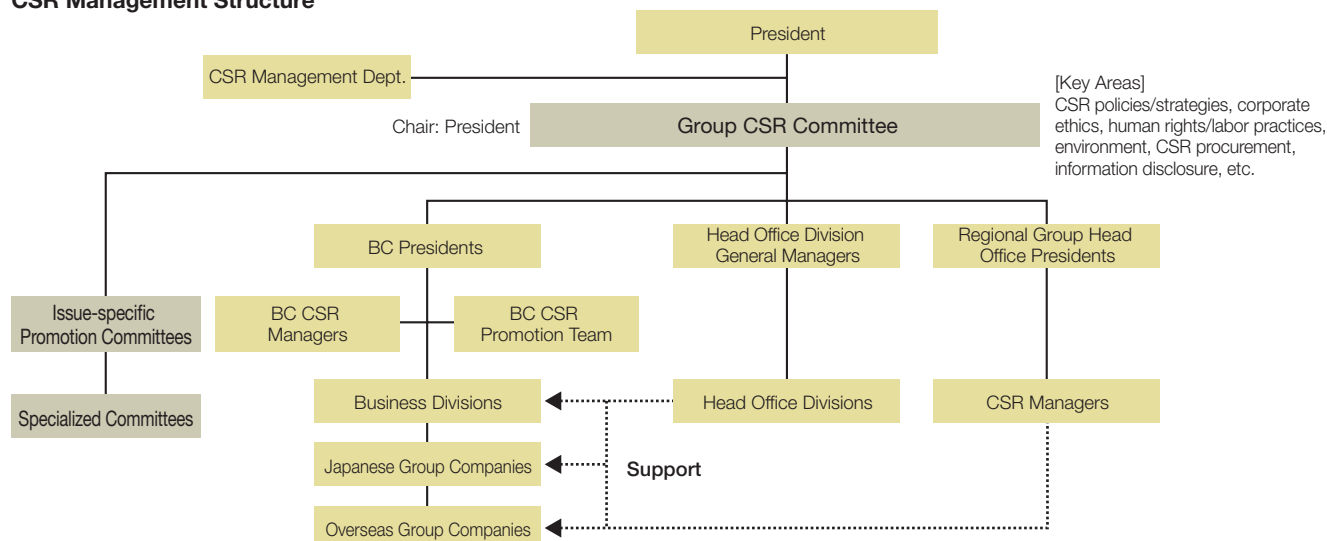 CSR Management Structure
President
CSR Management Dept.
[Key Areas]
CSR policies/strategies, corporate
ethics, human rights/labor practices,
environment, CSR procurement,
information disclosure, etc.
Chair: President
Group CSR Committee
BC Presidents
Head Office Division
General Managers
Regional Group Head
Office Presidents
Issue-specific
Promotion Committees
BC CSR
Managers
BC CSR
Promotion Team
Specialized Committees
Business Divisions
Head Office Divisions
CSR Managers
Japanese Group Companies
Support
Overseas Group Companies